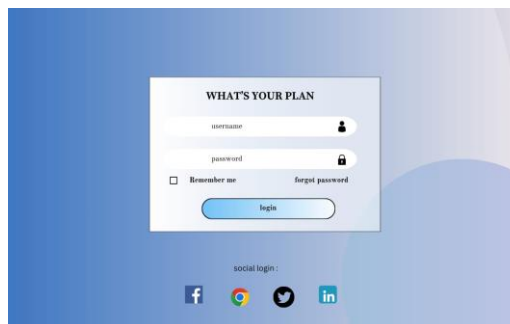 WHAT'S YOUR PLAN
username
password
Remember me forgot password
login
social login :
f
in